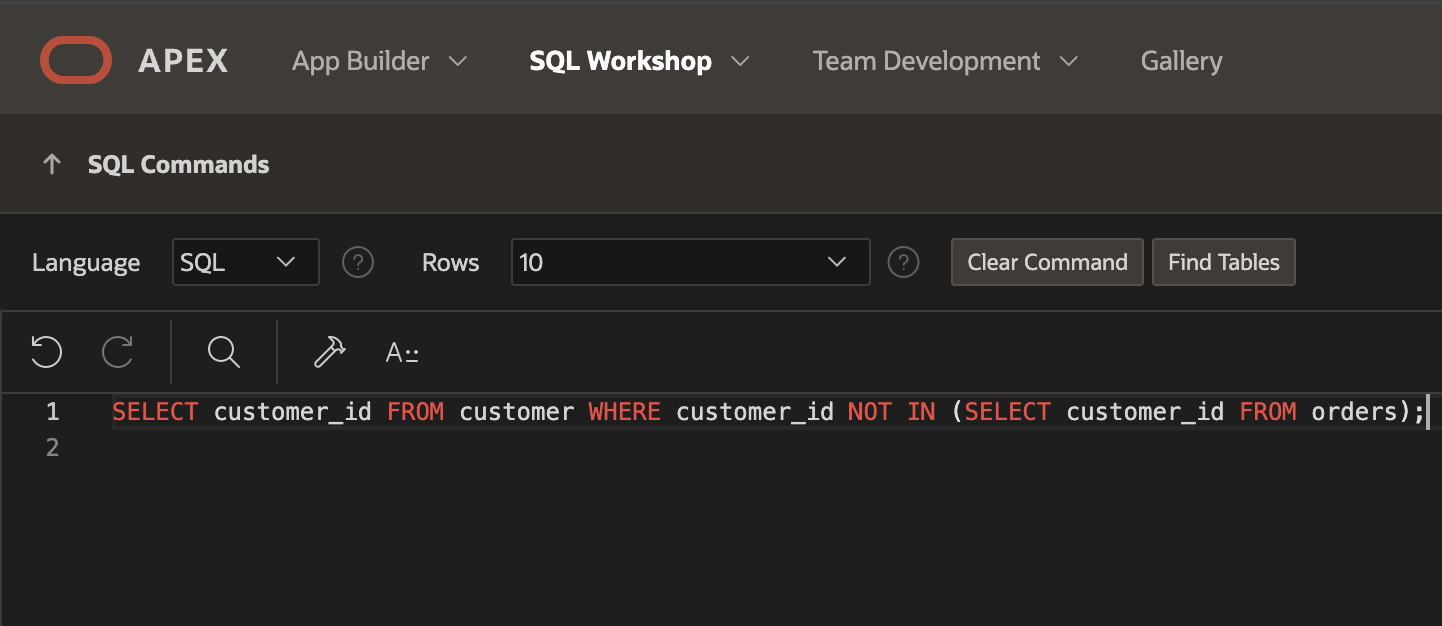 APEX App Builder SQL Workshop Team Development Gallery
SQL Commands
Language SQL ? Rows 10 ? Clear Command Find Tables
A
1 SELECT customer_id FROM customer WHERE customer_id NOT IN (SELECT customer_id FROM orders);
2